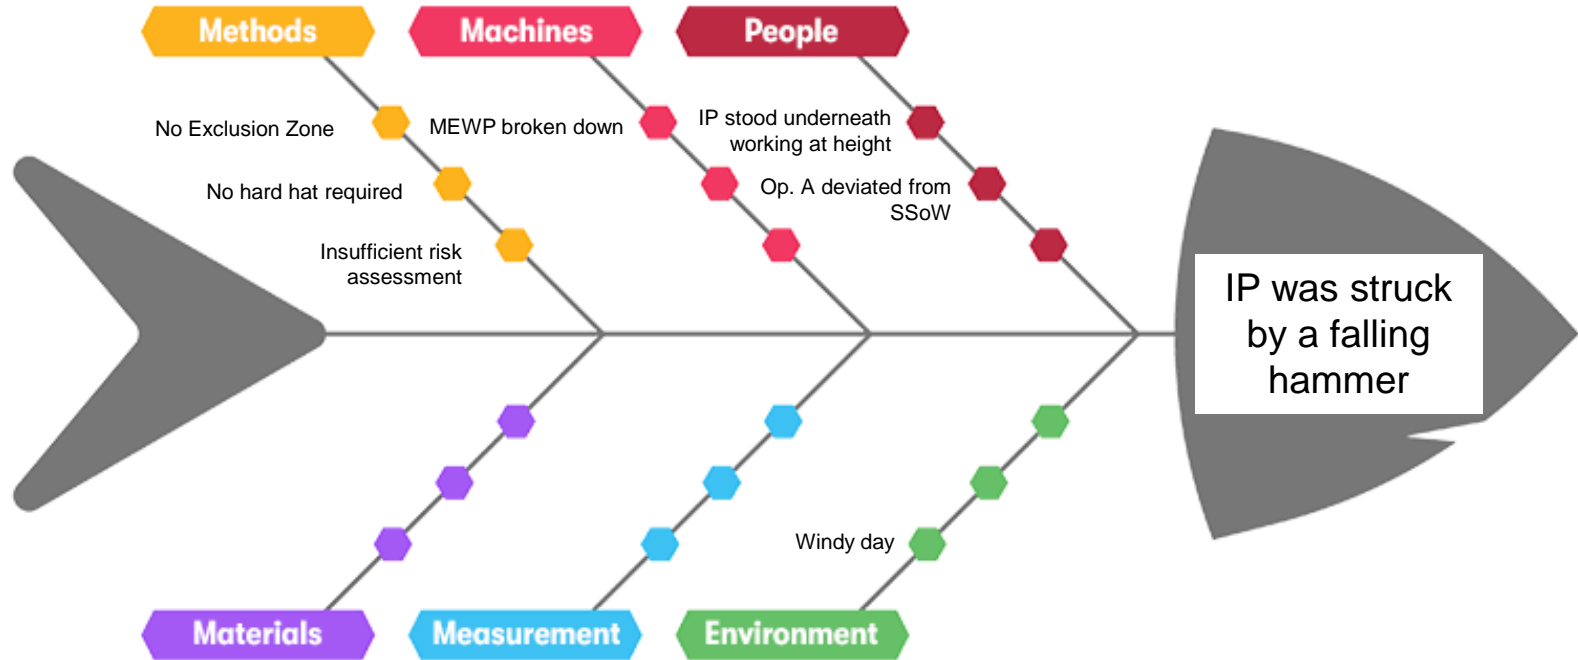 Methods
Machines
People
No Exclusion Zone
MEWP broken down
IP stood underneath
working at height
No hard hat required
Op. A deviated from
SSoW
Insufficient risk
assessment
IP was struck
by a falling
hammer
Windy day
Materials
Measurement
Environment